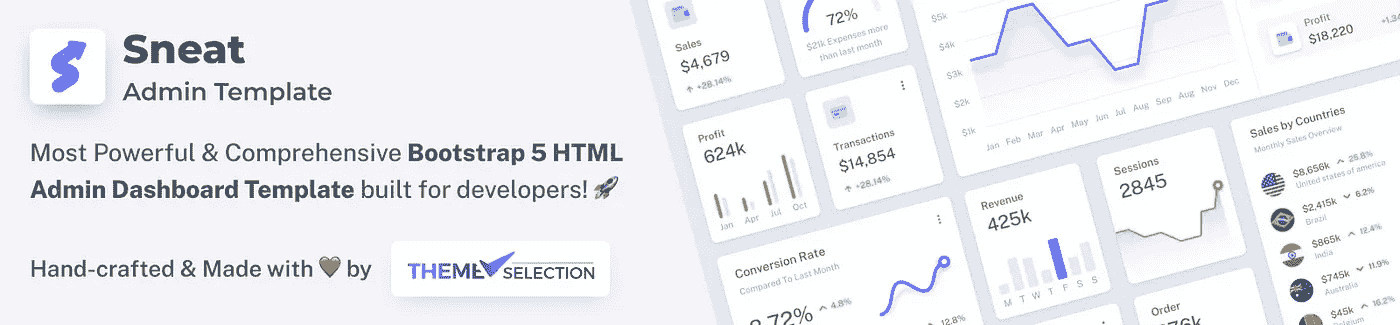 Sneat
Admin Template
Most Powerful & Comprehensive Bootstrap 5 HTML
Admin Dashboard Template built for developers! 🚀
Hand-crafted & Made with 🖤 by
THEME SELECTION
Sales
$4,679
+28.14%
72%
$21k Expenses more
than last month
$5k
$4k
$3k
$2k
$1k
Jan Feb Mar Apr May Jun Jul Aug Sep Aug Nov Dec
Profit
$18,220
Profit
624k
Jan Apr Jul Oct
Transactions
$14,854
+28.14%
Conversion Rate
Compared To Last Month
4.8%
12.8%
Revenue
425k
M T W T F S S
Sessions
2845
Order
Sales by Countries
Monthly Sales Overview
$8,656k 25.8%
United states of america
$2,415k 6.2%
Brazil
$865k 12.4%
India
$745k 11.9%
Australia
$45k 16.2%
Belgium